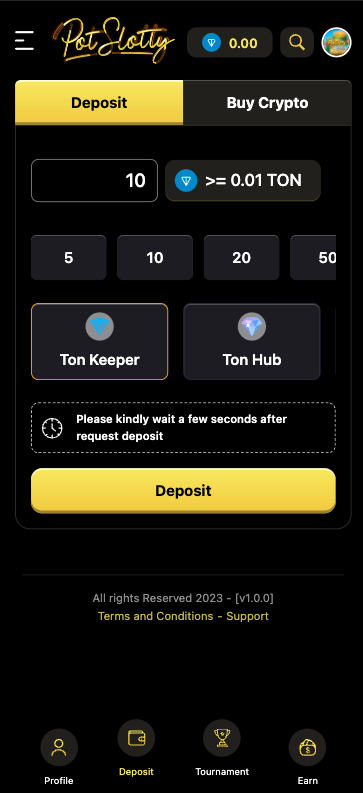 PotSlotty
0.00
Deposit
Buy Crypto
10
>= 0.01 TON
5
10
20
50
Ton Keeper
Ton Hub
Please kindly wait a few seconds after
request deposit
Deposit
All rights Reserved 2023 - [v1.0.0]
Terms and Conditions - Support
Profile
Deposit
Tournament
Earn